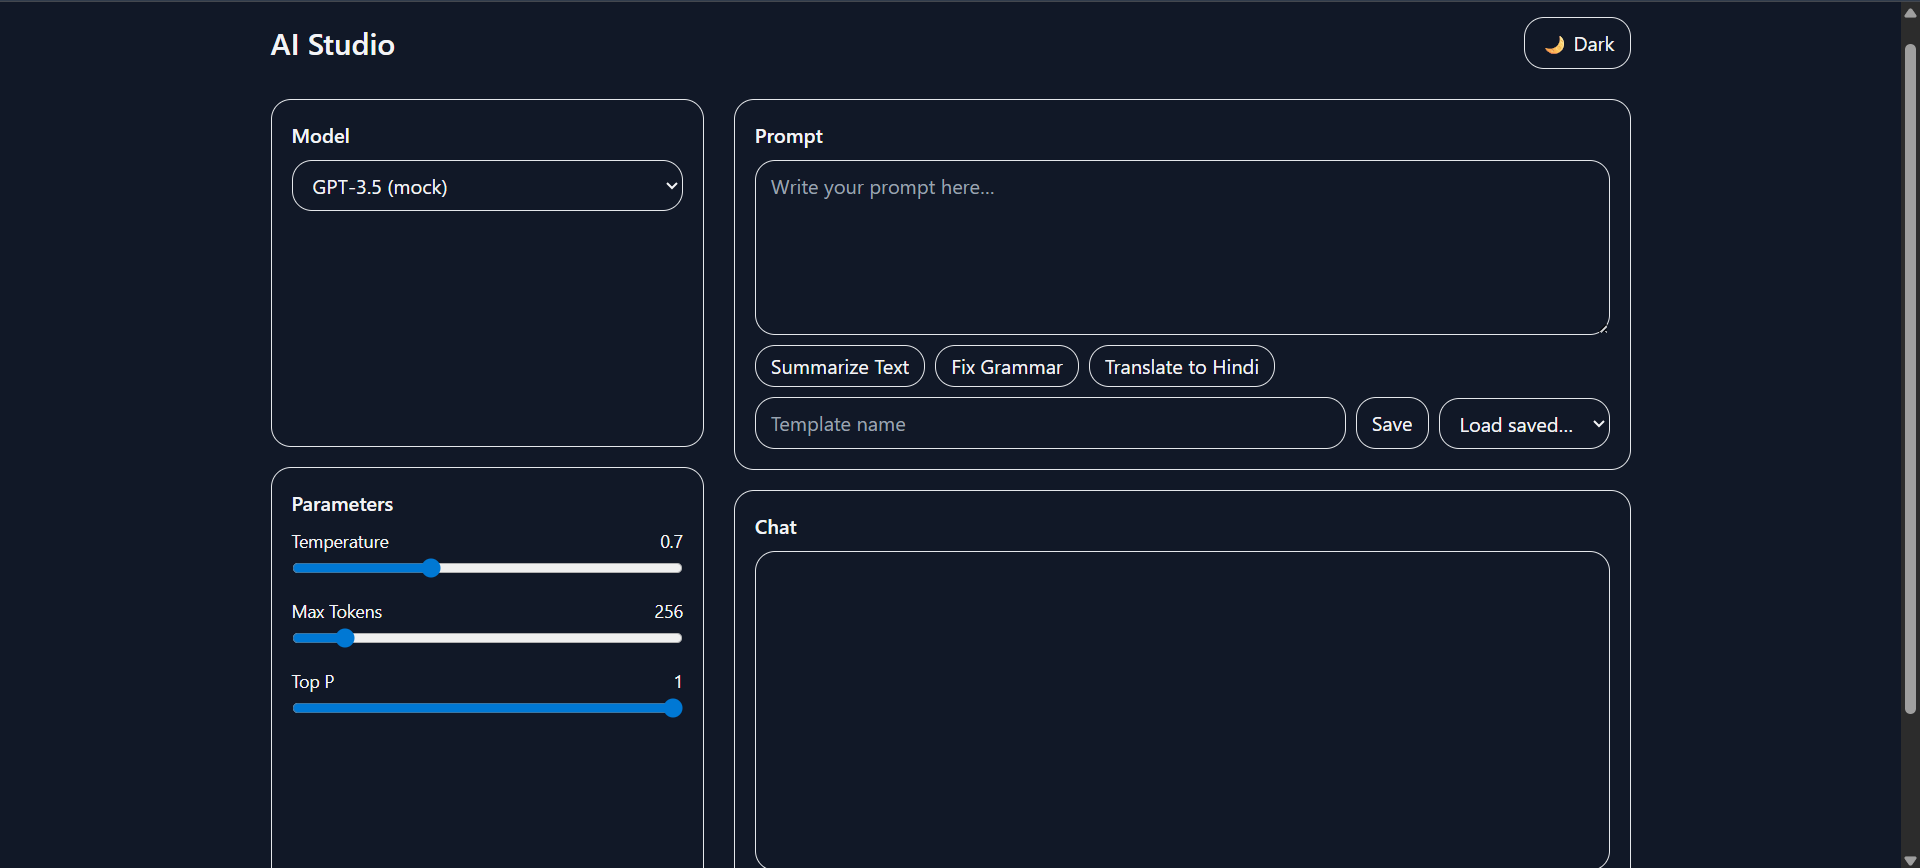 AI Studio
🌙 Dark
Model
GPT-3.5 (mock)
Parameters
Temperature 0.7
Max Tokens 256
Top P 1
Prompt
Write your prompt here...
Summarize Text Fix Grammar Translate to Hindi
Template name Save Load saved...
Chat